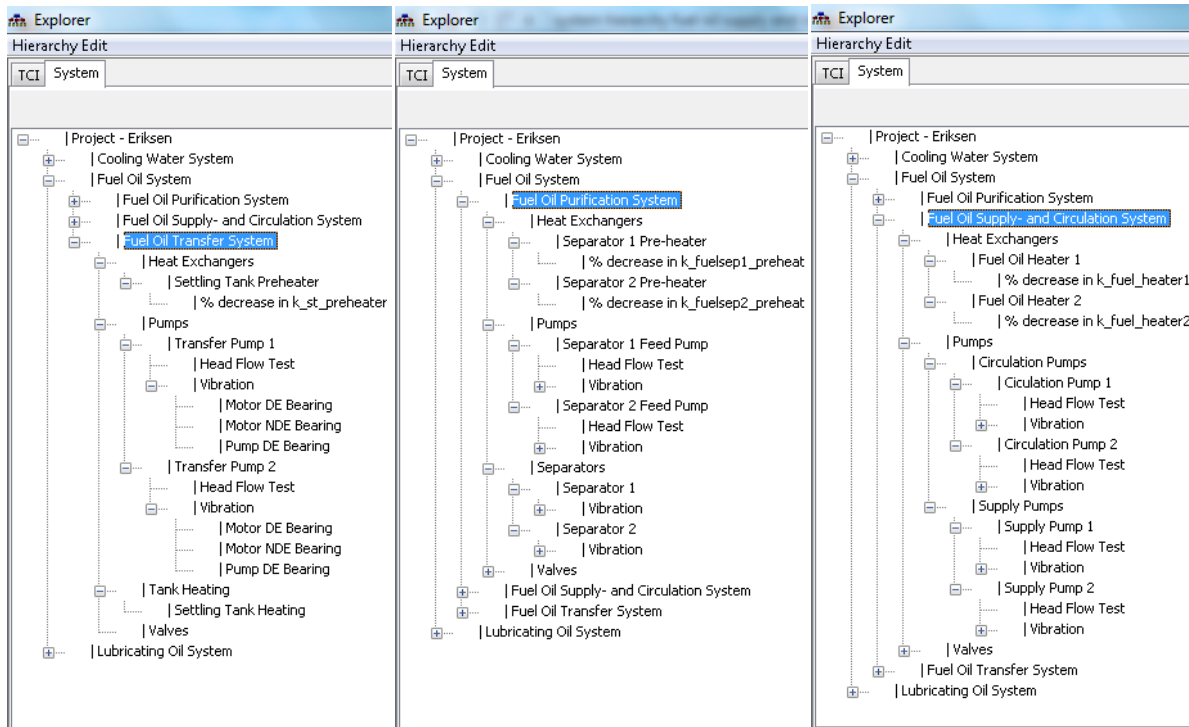 Explorer
Hierarchy Edit
TCI System
Project - Eriksen
Cooling Water System
Fuel Oil System
Fuel Oil Purification System
Fuel Oil Supply- and Circulation System
Fuel Oil Transfer System
Heat Exchangers
Settling Tank Preheater
% decrease in k_st_preheater
Pumps
Transfer Pump 1
Head Flow Test
Vibration
Motor DE Bearing
Motor NDE Bearing
Pump DE Bearing
Transfer Pump 2
Head Flow Test
Vibration
Motor DE Bearing
Motor NDE Bearing
Pump DE Bearing
Tank Heating
Settling Tank Heating
Valves
Lubricating Oil System
Explorer
Hierarchy Edit
TCI System
Project - Eriksen
Cooling Water System
Fuel Oil System
Fuel Oil Purification System
Heat Exchangers
Separator 1 Pre-heater
% decrease in k_fuelsep1_preheat
Separator 2 Pre-heater
% decrease in k_fuelsep2_preheat
Pumps
Separator 1 Feed Pump
Head Flow Test
Vibration
Separator 2 Feed Pump
Head Flow Test
Vibration
Separators
Separator 1
Vibration
Separator 2
Vibration
Valves
Fuel Oil Supply- and Circulation System
Fuel Oil Transfer System
Lubricating Oil System
Explorer
Hierarchy Edit
TCI System
Project - Eriksen
Cooling Water System
Fuel Oil System
Fuel Oil Purification System
Fuel Oil Supply- and Circulation System
Heat Exchangers
Fuel Oil Heater 1
% decrease in k_fuel_heater1
Fuel Oil Heater 2
% decrease in k_fuel_heater2
Pumps
Circulation Pumps
Ciculation Pump 1
Head Flow Test
Vibration
Circulation Pump 2
Head Flow Test
Vibration
Supply Pumps
Supply Pump 1
Head Flow Test
Vibration
Supply Pump 2
Head Flow Test
Vibration
Valves
Fuel Oil Transfer System
Lubricating Oil System